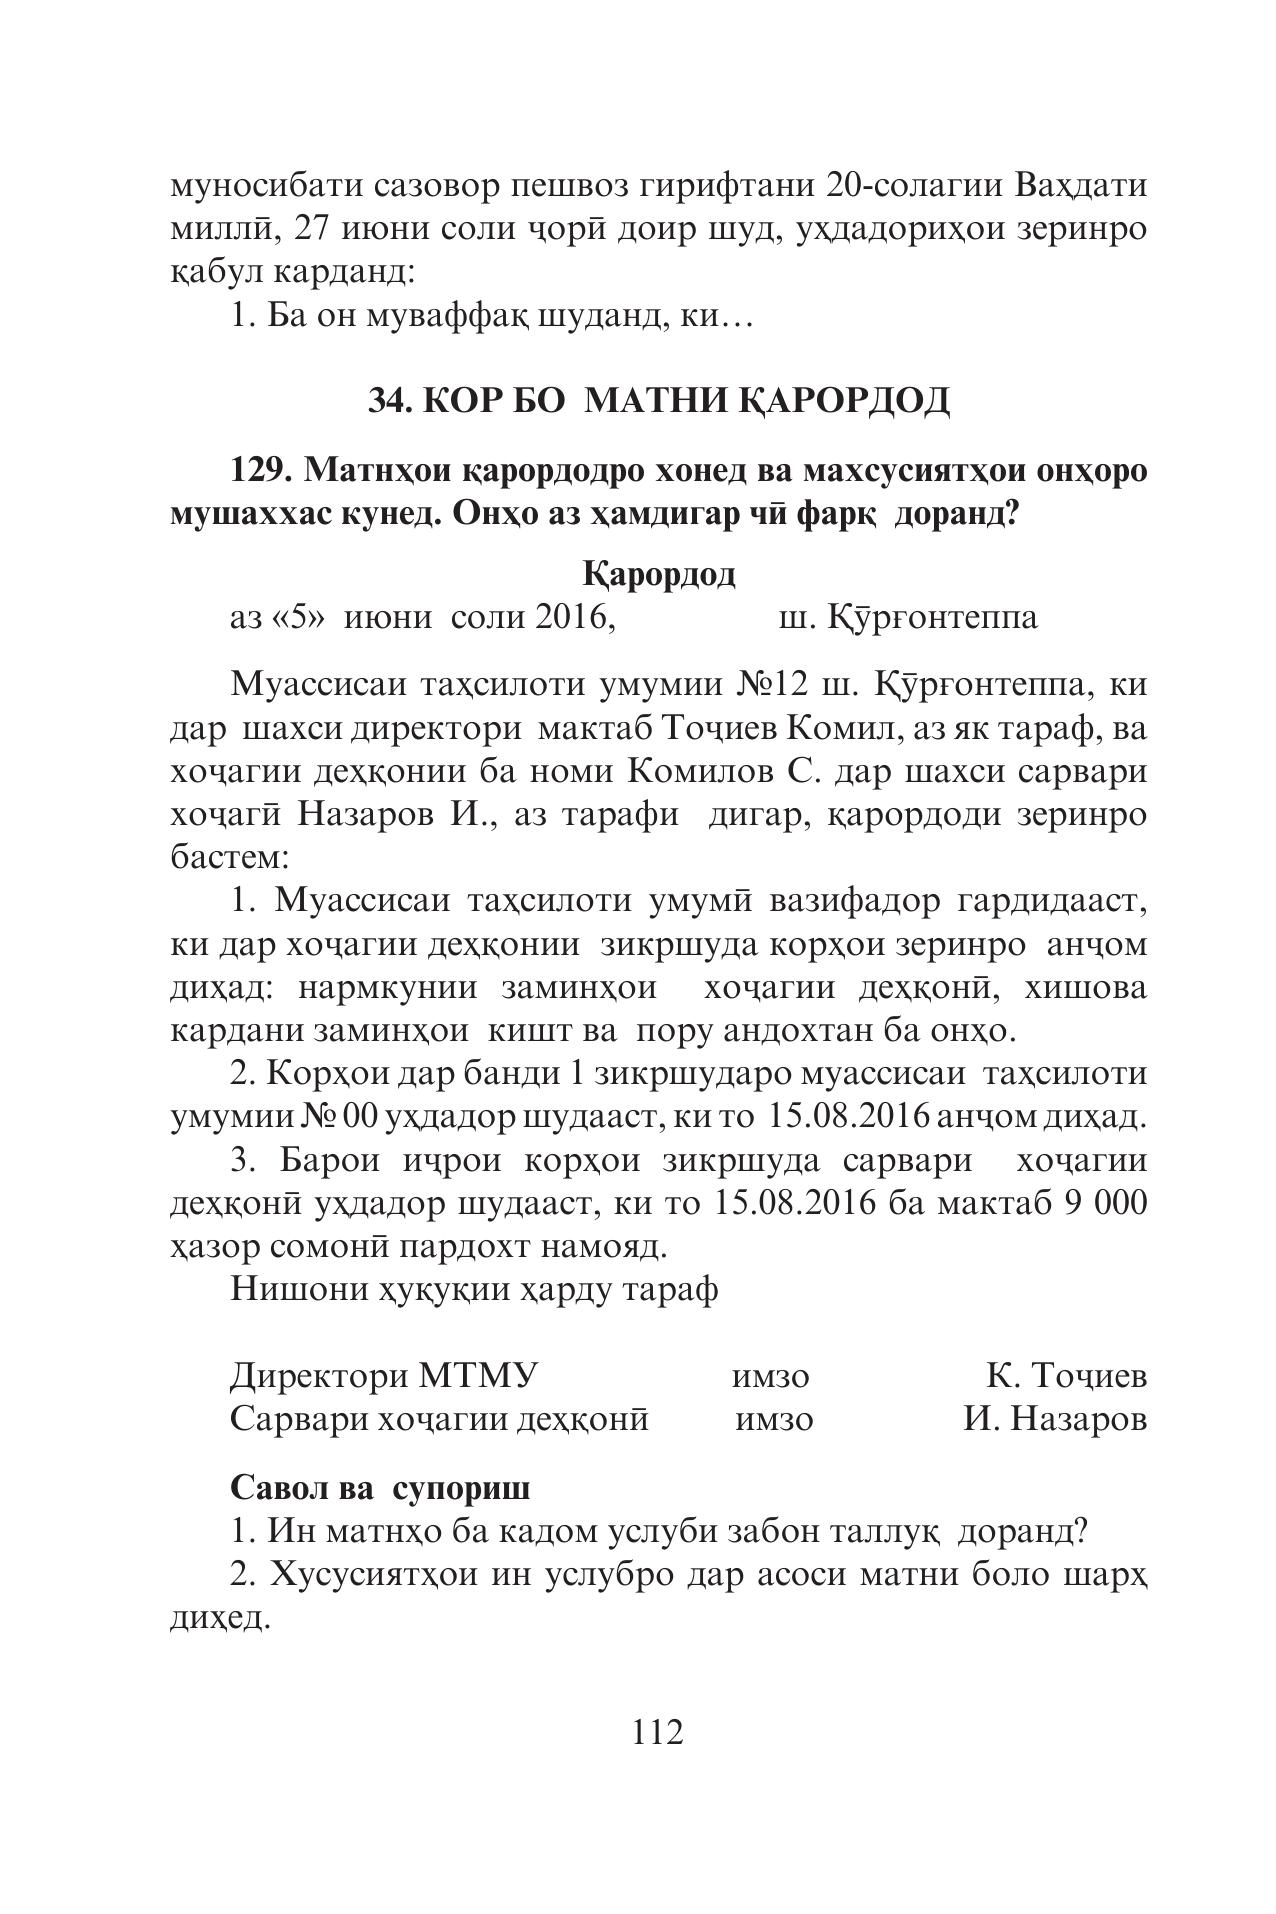 муносибати сазовор пешвоз гирифтани 20-солагии Ваҳдати
миллӣ, 27 июни соли ҷорӣ доир шуд, уҳдадориҳои зеринро
қабул карданд:
1. Ба он муваффақ шуданд, ки…
34. КОР БО МАТНИ ҚАРОРДОД
129. Матнҳои қарордодро хонед ва махсусиятҳои онҳоро
мушаххас кунед. Онҳо аз ҳамдигар чӣ фарқ доранд?
Қарордод
аз «5» июни соли 2016, ш. Қӯрғонтеппа
Муассисаи таҳсилоти умумии №12 ш. Қӯрғонтеппа, ки
дар шахси директори мактаб Тоҷиев Комил, аз як тараф, ва
хоҷагии деҳқонии ба номи Комилов С. дар шахси сарвари
хоҷагӣ Назаров И., аз тарафи дигар, қарордоди зеринро
бастем:
1. Муассисаи таҳсилоти умумӣ вазифадор гардидааст,
ки дар хоҷагии деҳқонии зикршуда корҳои зеринро анҷом
диҳад: нармкунии заминҳои хоҷагии деҳқонӣ, хишова
кардани заминҳои кишт ва пору андохтан ба онҳо.
2. Корҳои дар банди 1 зикршударо муассисаи таҳсилоти
умумии № 00 уҳдадор шудааст, ки то 15.08.2016 анҷом диҳад.
3. Барои иҷрои корҳои зикршуда сарвари хоҷагии
деҳқонӣ уҳдадор шудааст, ки то 15.08.2016 ба мактаб 9 000
ҳазор сомонӣ пардохт намояд.
Нишони ҳуқуқии ҳарду тараф
Директори МТМУ имзо К. Тоҷиев
Сарвари хоҷагии деҳқонӣ имзо И. Назаров
Савол ва супориш
1. Ин матнҳо ба кадом услуби забон таллуқ доранд?
2. Хусусиятҳои ин услубро дар асоси матни боло шарҳ
диҳед.
112